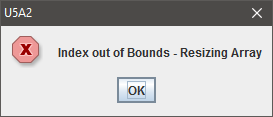 U5A2
Index out of Bounds - Resizing Array
OK